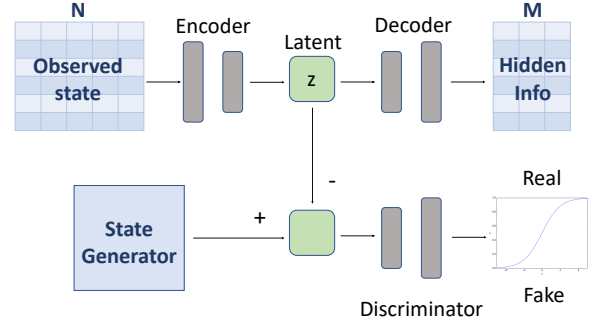 N
M
Encoder
Latent
Decoder
Observed
state
z
Hidden
Info
-
+
State
Generator
Real
Fake
Discriminator